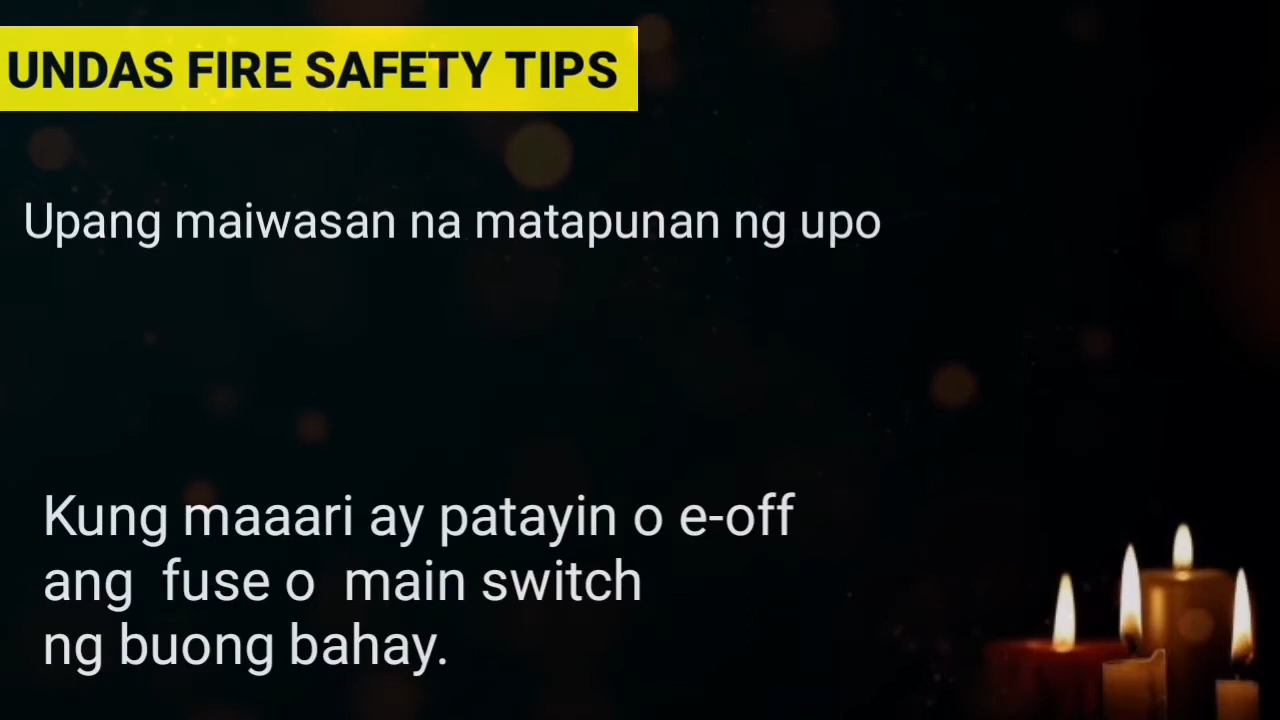 UNDAS FIRE SAFETY TIPS
Upang maiwasan na matapunan ng upo
Kung maaari ay patayin o e-off
ang fuse o main switch
ng buong bahay.